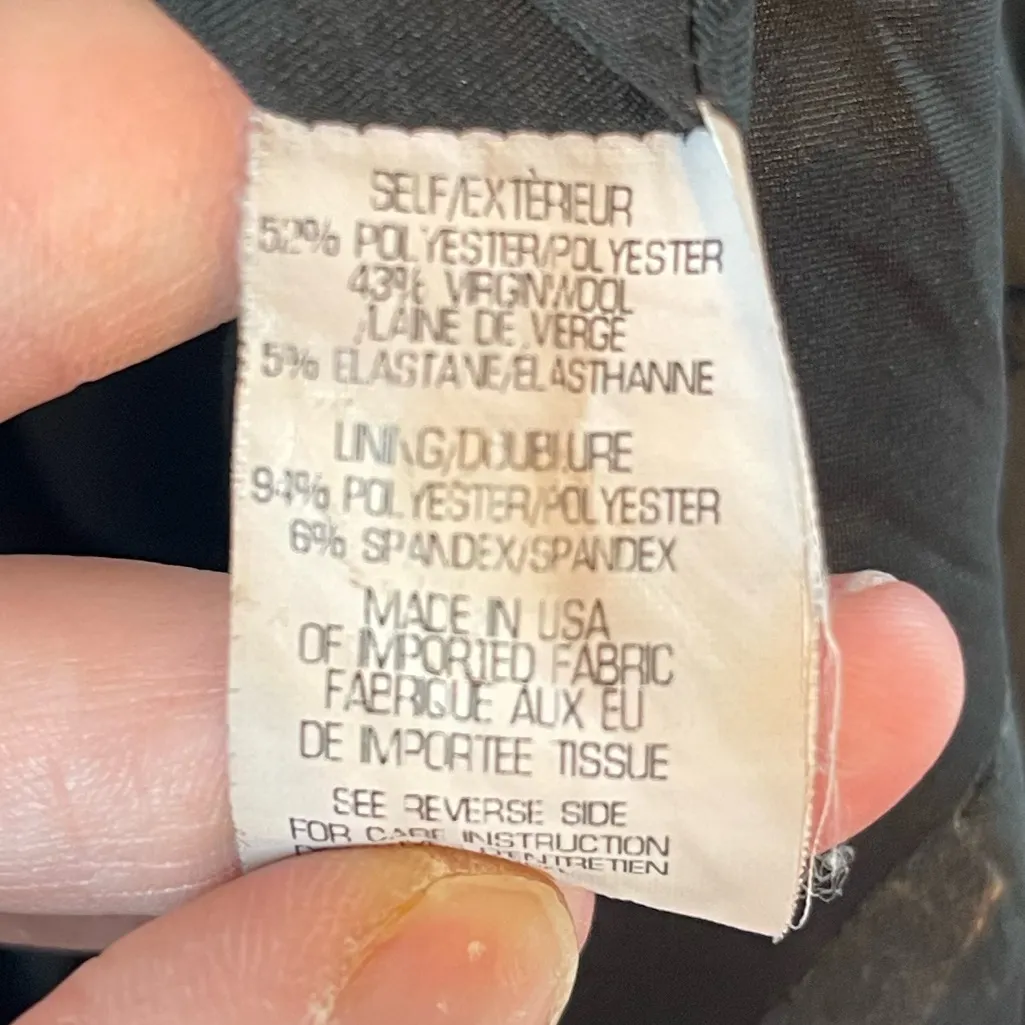 SELF/EXTÈRIEUR
52% POLYESTER/POLYESTER
43% VIRGIN WOOL
/LAINE DE VERGE
5% ELASTANE/ELASTHANNE
LINING/DOUBLURE
94% POLYESTER/POLYESTER
6% SPANDEX/SPANDEX
MADE IN USA
OF IMPORTED FABRIC
FABRIQUE AUX EU
DE IMPORTEE TISSUE
SEE REVERSE SIDE
FOR CARE INSTRUCTION